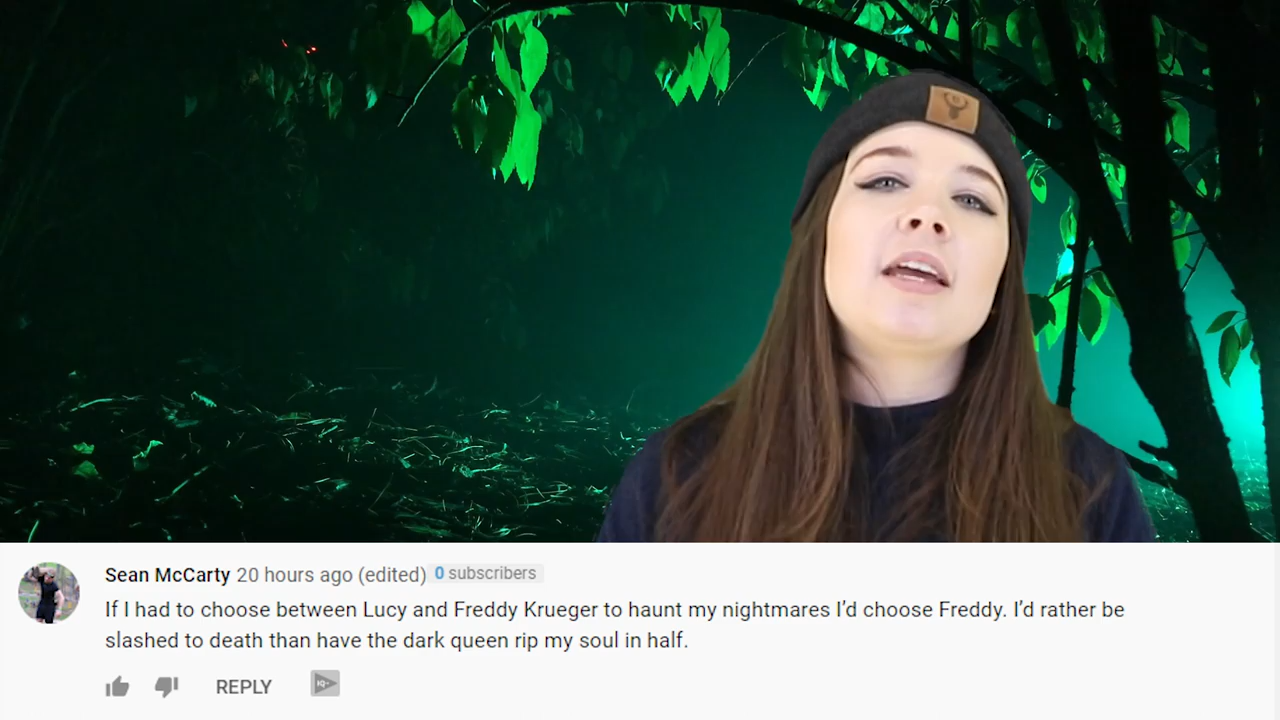 Sean McCarty 20 hours ago (edited) 0 subscribers
If I had to choose between Lucy and Freddy Krueger to haunt my nightmares I’d choose Freddy. I’d rather be
slashed to death than have the dark queen rip my soul in half.
REPLY